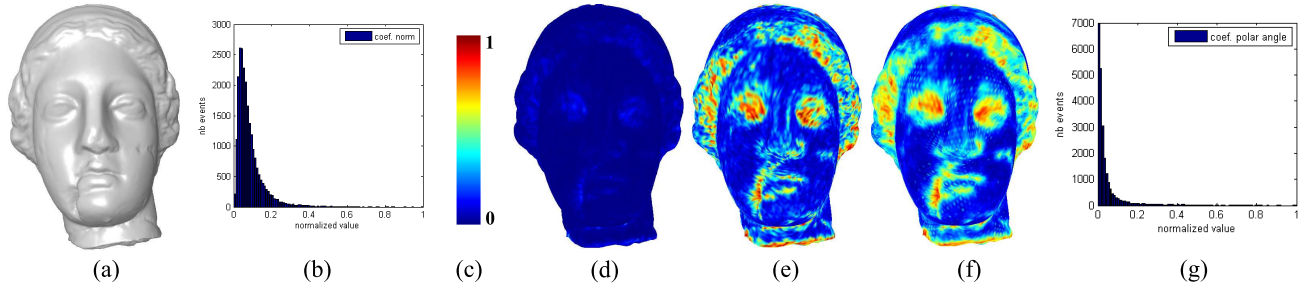 3000
2500
2000
1500
1000
500
0
nb events
0 0.2 0.4 0.6 0.8 1
normalized value
coef. norm
1
0
7000
6000
5000
4000
3000
2000
1000
0
nb events
0 0.2 0.4 0.6 0.8 1
normalized value
coef. polar angle
(a) (b) (c) (d) (e) (f) (g)